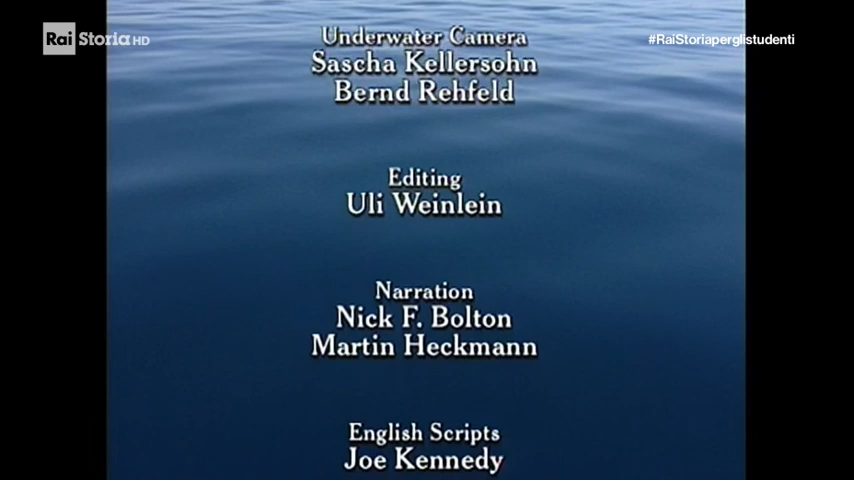 Rai Storia HD
#RaiStoriaperglistudenti
Underwater Camera
Sascha Kellersohn
Bernd Rehfeld
Editing
Uli Weinlein
Narration
Nick F. Bolton
Martin Heckmann
English Scripts
Joe Kennedy